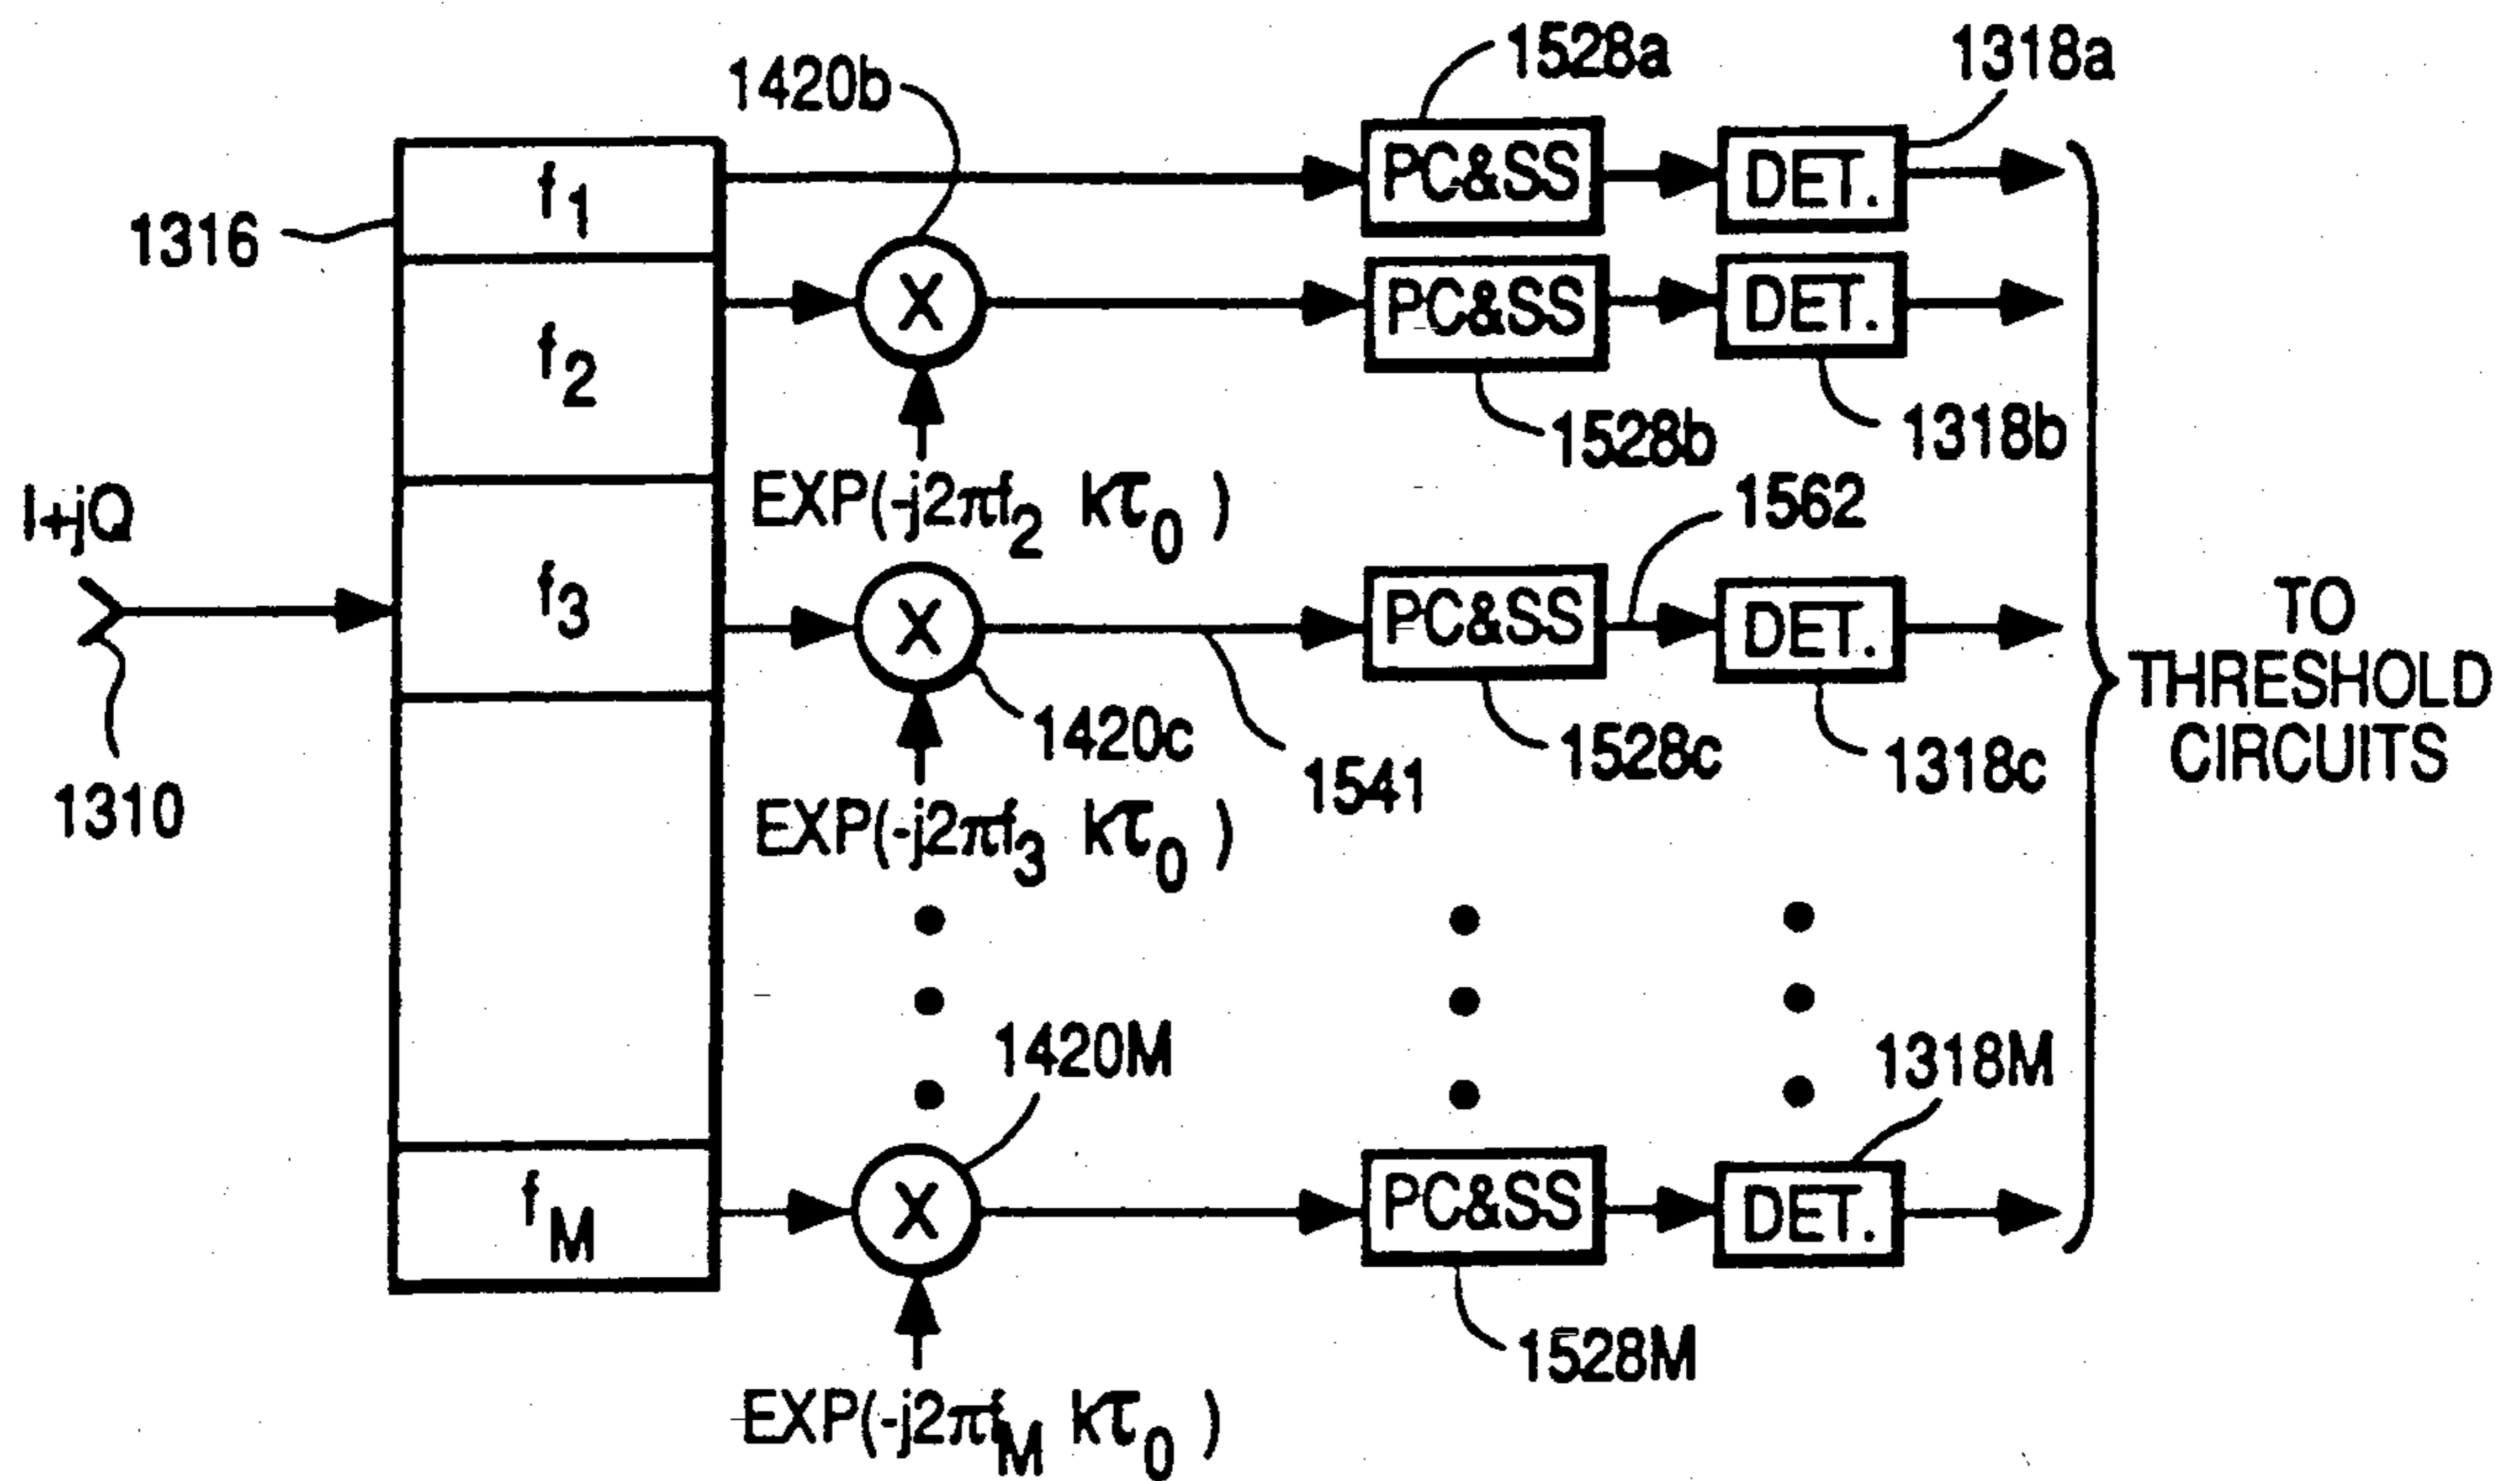 1528a
1318a
1420b
f1
PC&SS
DET.
1316
f2
X
PC&SS
DET.
1528b
1318b
EXP(-j2πf2 kτ0 )
1562
I+jQ
f3
X
PC&SS
DET.
TO
THRESHOLD
CIRCUITS
1420c
1528c
1318c
1541
1310
EXP(-j2πf3 kτ0 )
1420M
1318M
fM
X
PC&SS
DET.
1528M
EXP(-j2πfM kτ0 )